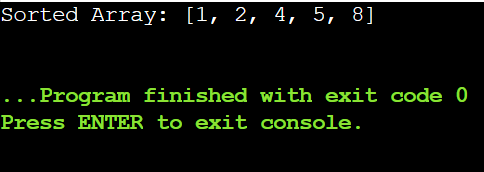 Sorted Array: [1, 2, 4, 5, 8]
...Program finished with exit code 0
Press ENTER to exit console.